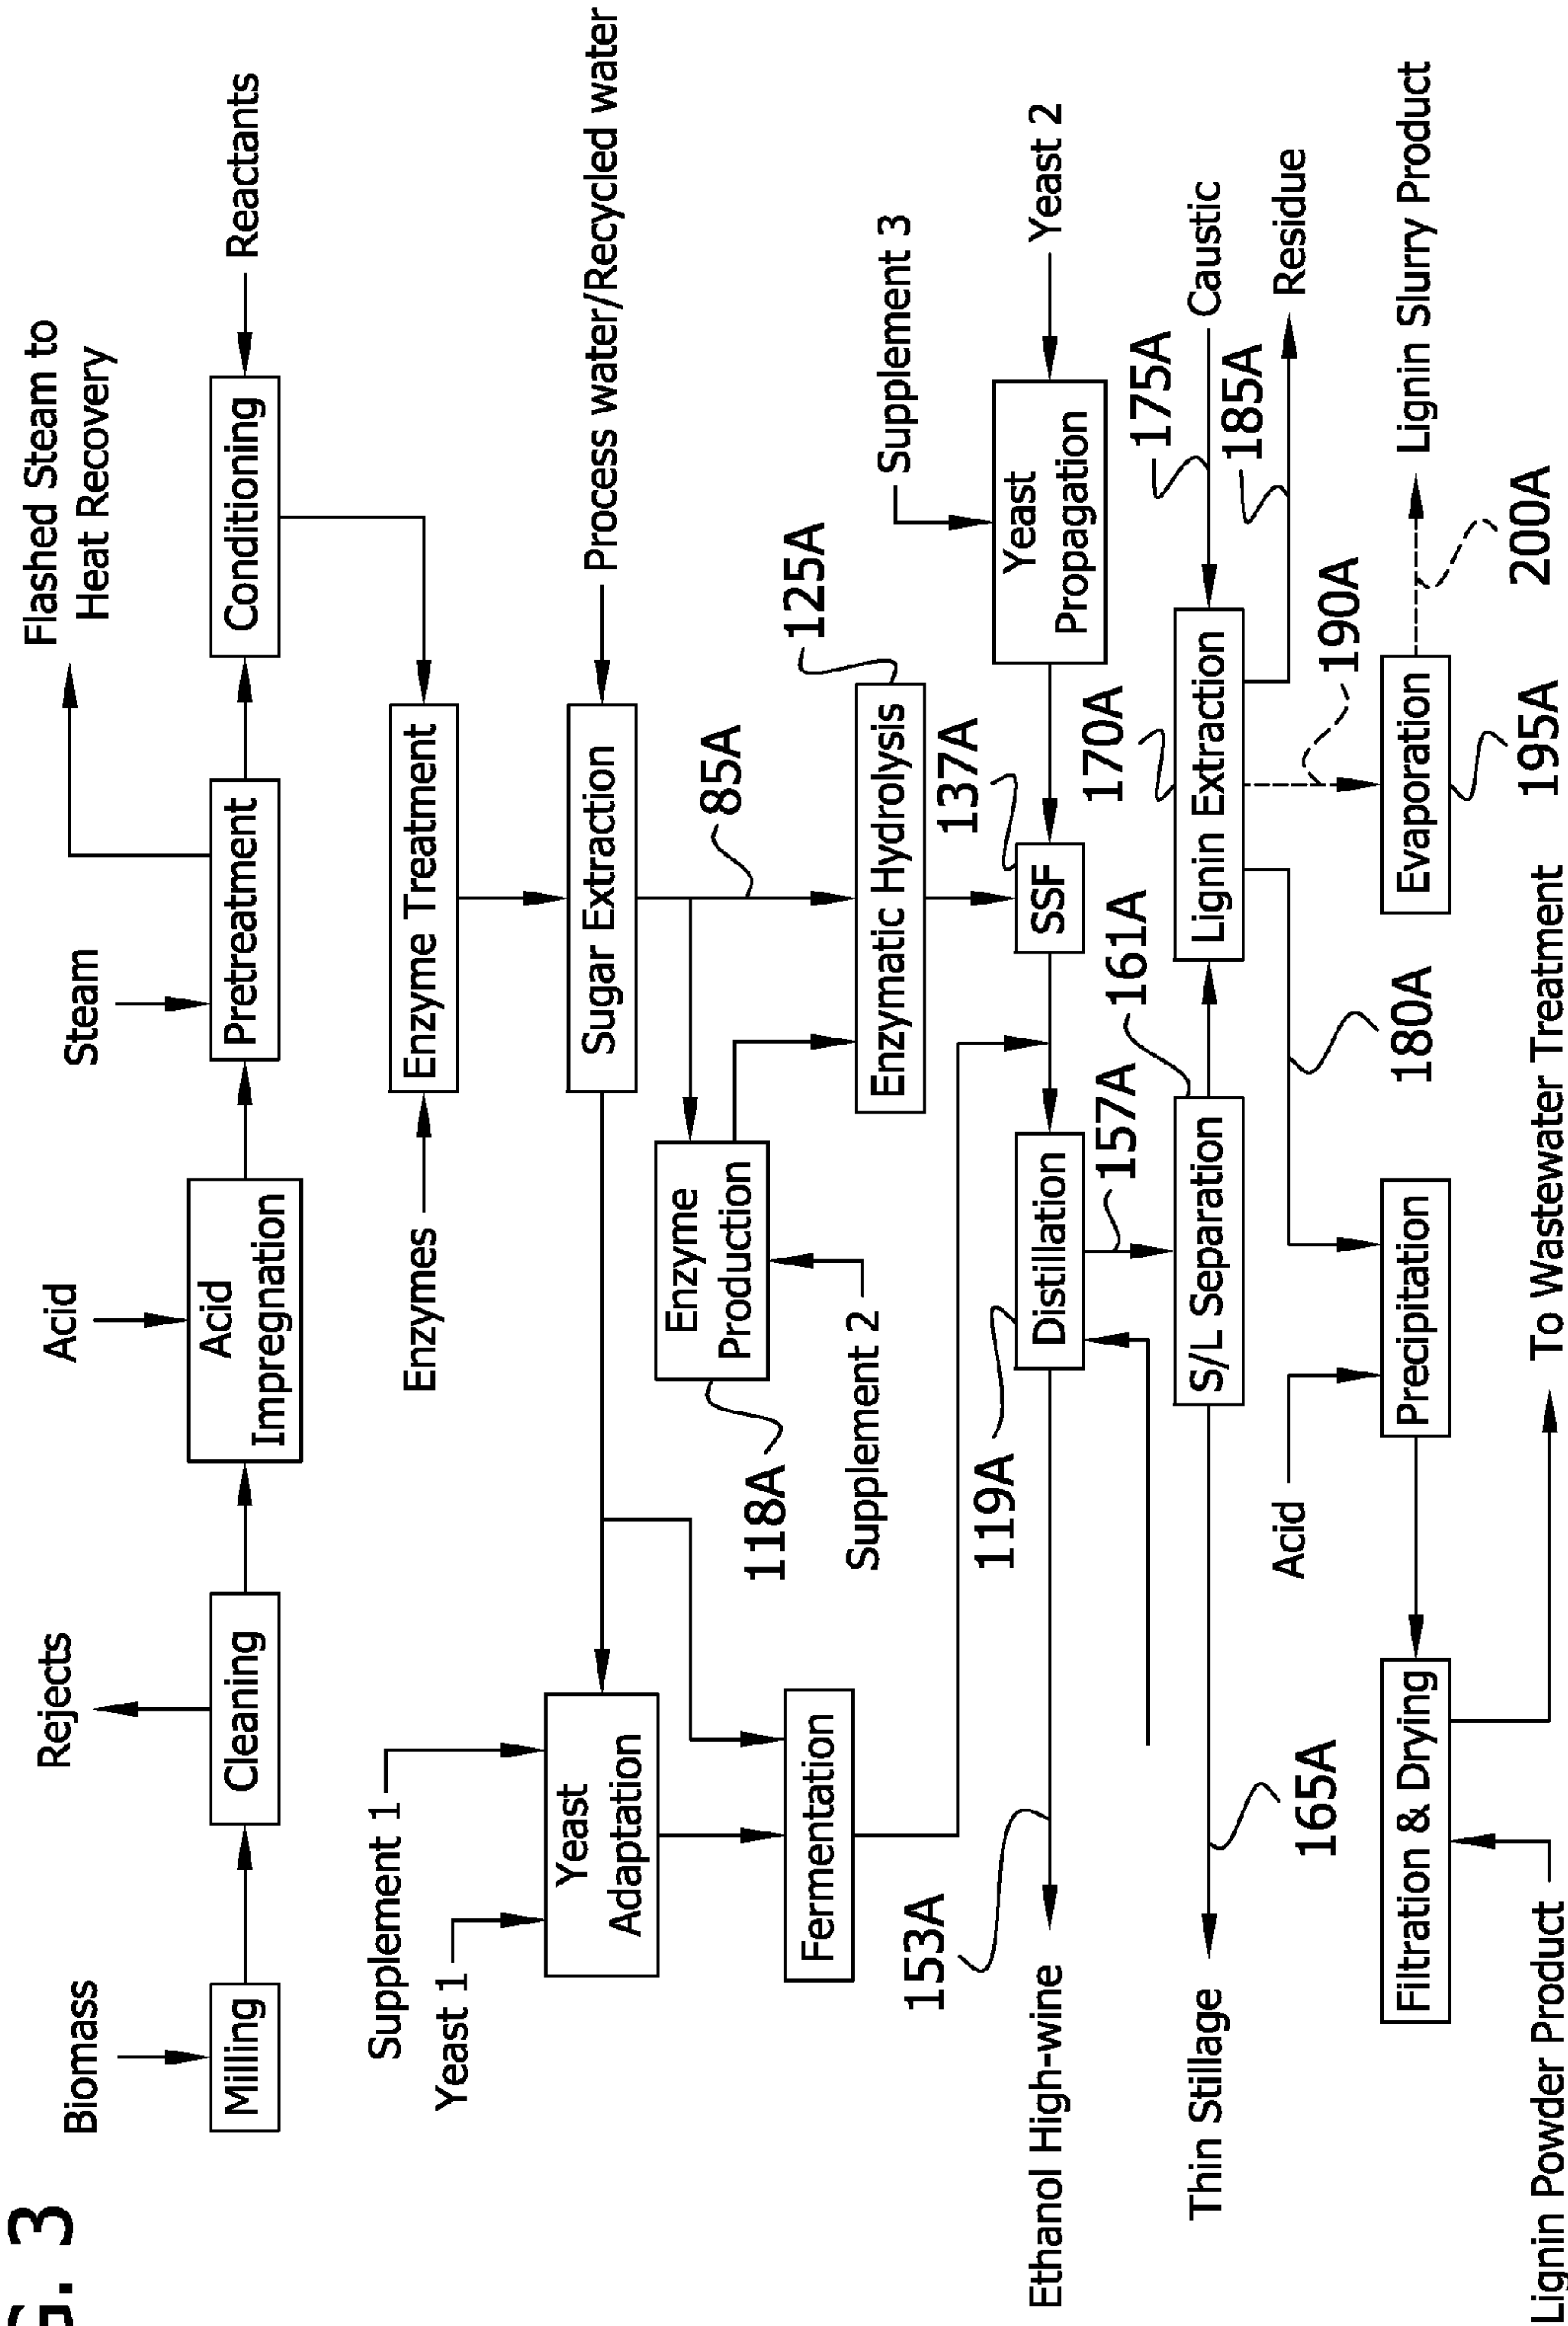 G. 3
Biomass
Rejects
Acid
Steam
Flashed Steam to
Heat Recovery
Milling
Cleaning
Acid
Impregnation
Pretreatment
Conditioning
Reactants
Supplement 1
Yeast 1
Enzymes
Enzyme Treatment
Yeast
Adaptation
Sugar Extraction
Process water/Recycled water
Enzyme
Production
118A
85A
125A
Fermentation
Supplement 2
Enzymatic Hydrolysis
Supplement 3
153A
119A
137A
Ethanol High-wine
Distillation
SSF
Yeast
Propagation
Yeast 2
157A
161A
170A
175A
Thin Stillage
S/L Separation
Lignin Extraction
Caustic
185A
165A
Acid
Residue
190A
180A
Filtration & Drying
Precipitation
Evaporation
Lignin Slurry Product
200A
195A
Lignin Powder Product
To Wastewater Treatment